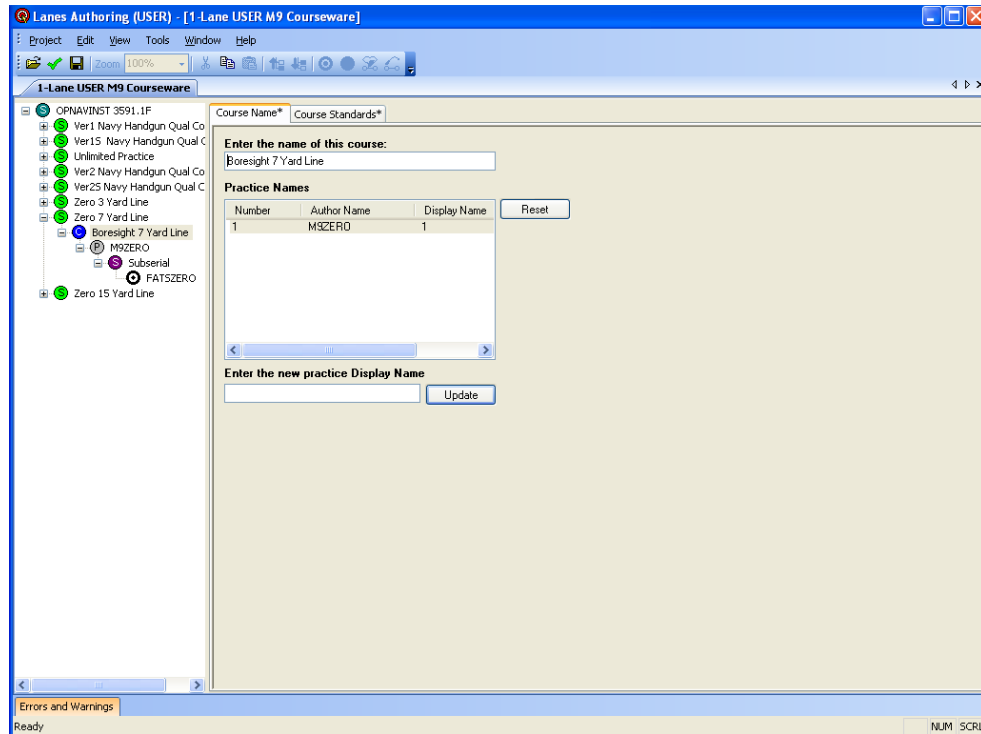 Lanes Authoring (USER) - [1-Lane USER M9 Courseware]
Project Edit View Tools Window Help
Zoom 100%
1-Lane USER M9 Courseware
OPNAVINST 3591.1F
S Ver1 Navy Handgun Qual Co
S Ver1S Navy Handgun Qual C
S Unlimited Practice
S Ver2 Navy Handgun Qual Co
S Ver2S Navy Handgun Qual C
S Zero 3 Yard Line
S Zero 7 Yard Line
C Boresight 7 Yard Line
P M9ZERO
S Subserial
FATSZERO
S Zero 15 Yard Line
Course Name* Course Standards*
Enter the name of this course:
Boresight 7 Yard Line
Practice Names
Number Author Name Display Name
1 M9ZERO 1
Reset
Enter the new practice Display Name
Update
Errors and Warnings
Ready NUM SCRL